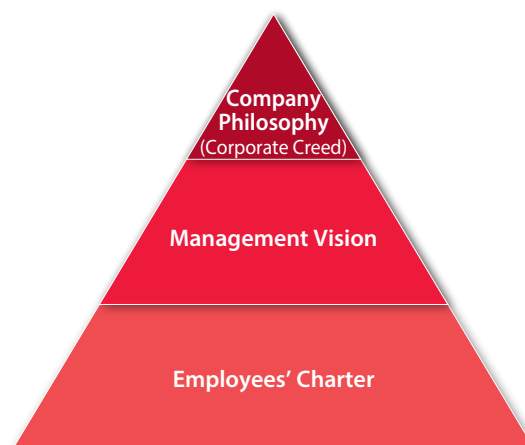 Company
Philosophy
(Corporate Creed)
Management Vision
Employees’ Charter